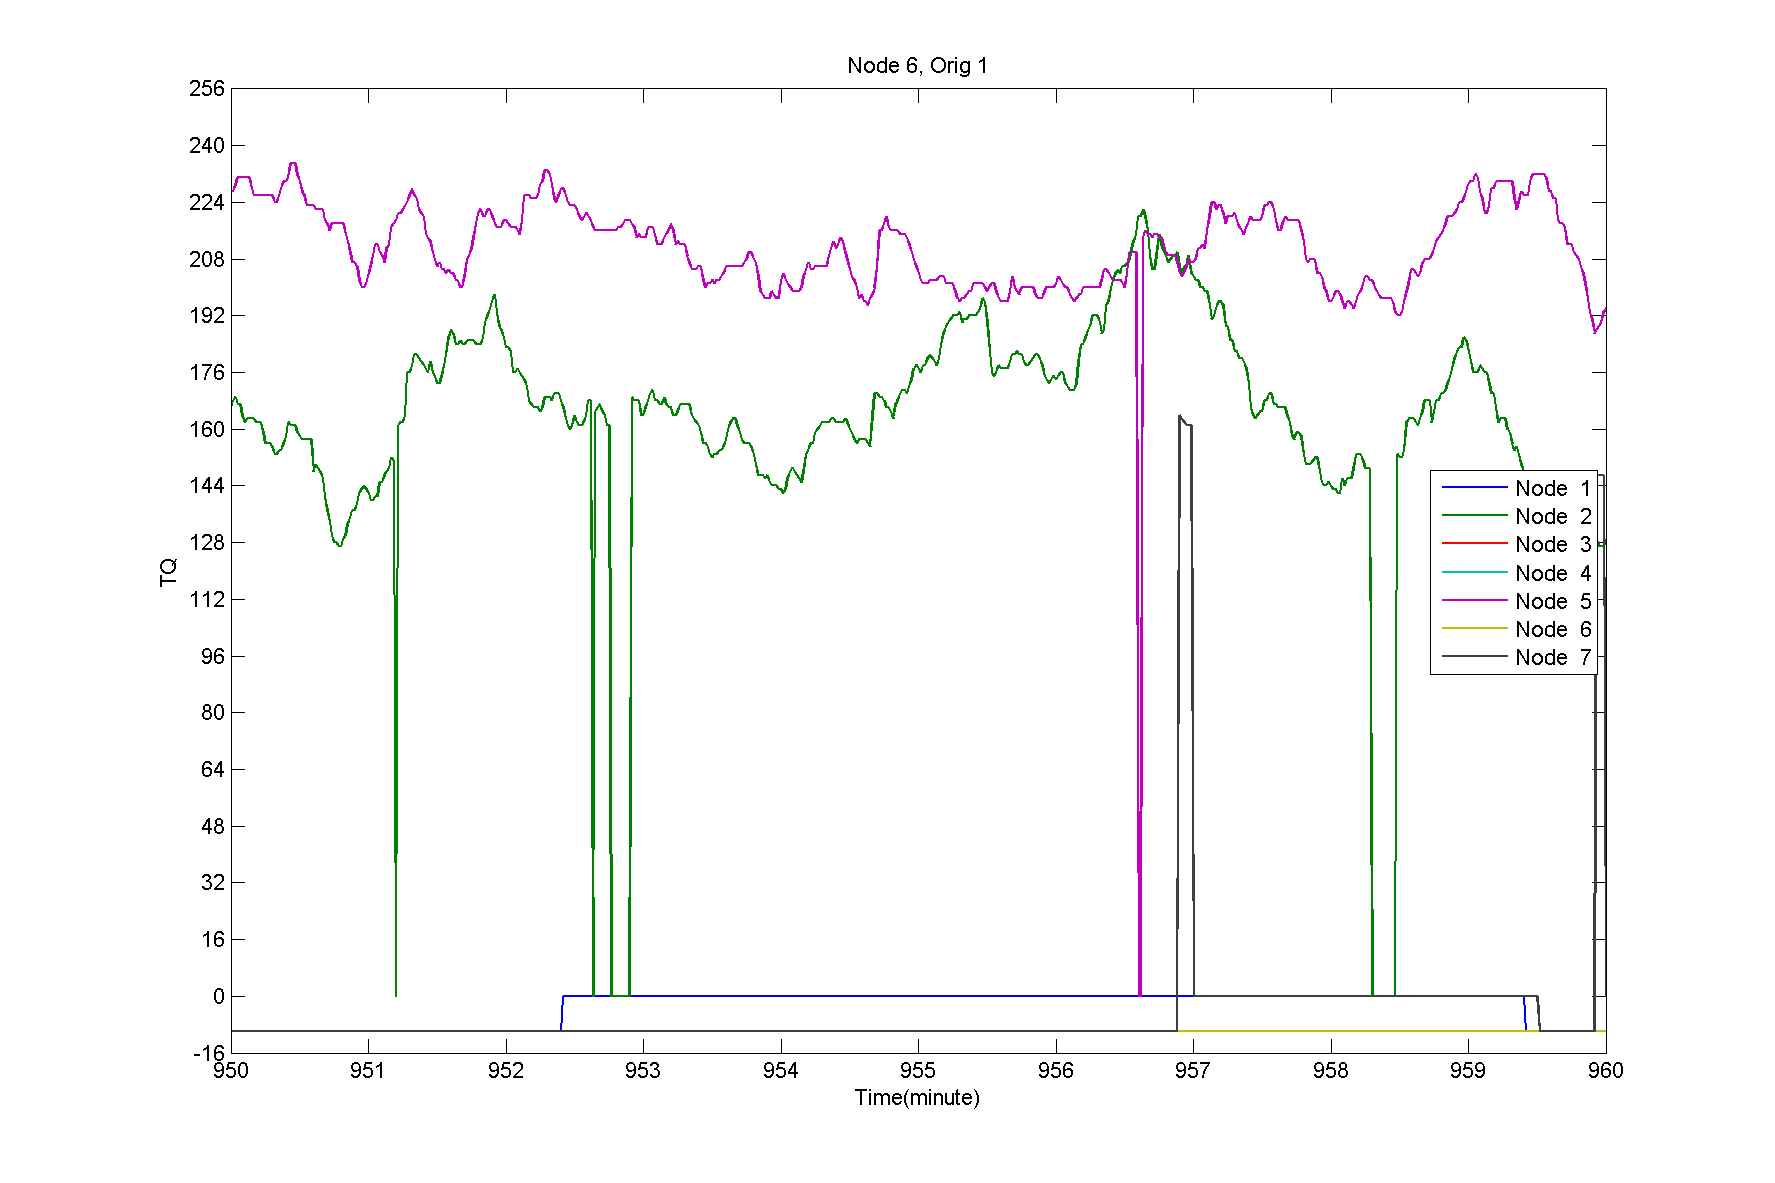 Node 6, Orig 1
256
240
224
208
192
176
160
144
128
112
96
80
64
48
32
16
0
-16
TQ
Node 1
Node 2
Node 3
Node 4
Node 5
Node 6
Node 7
950 951 952 953 954 955 956 957 958 959 960
Time(minute)